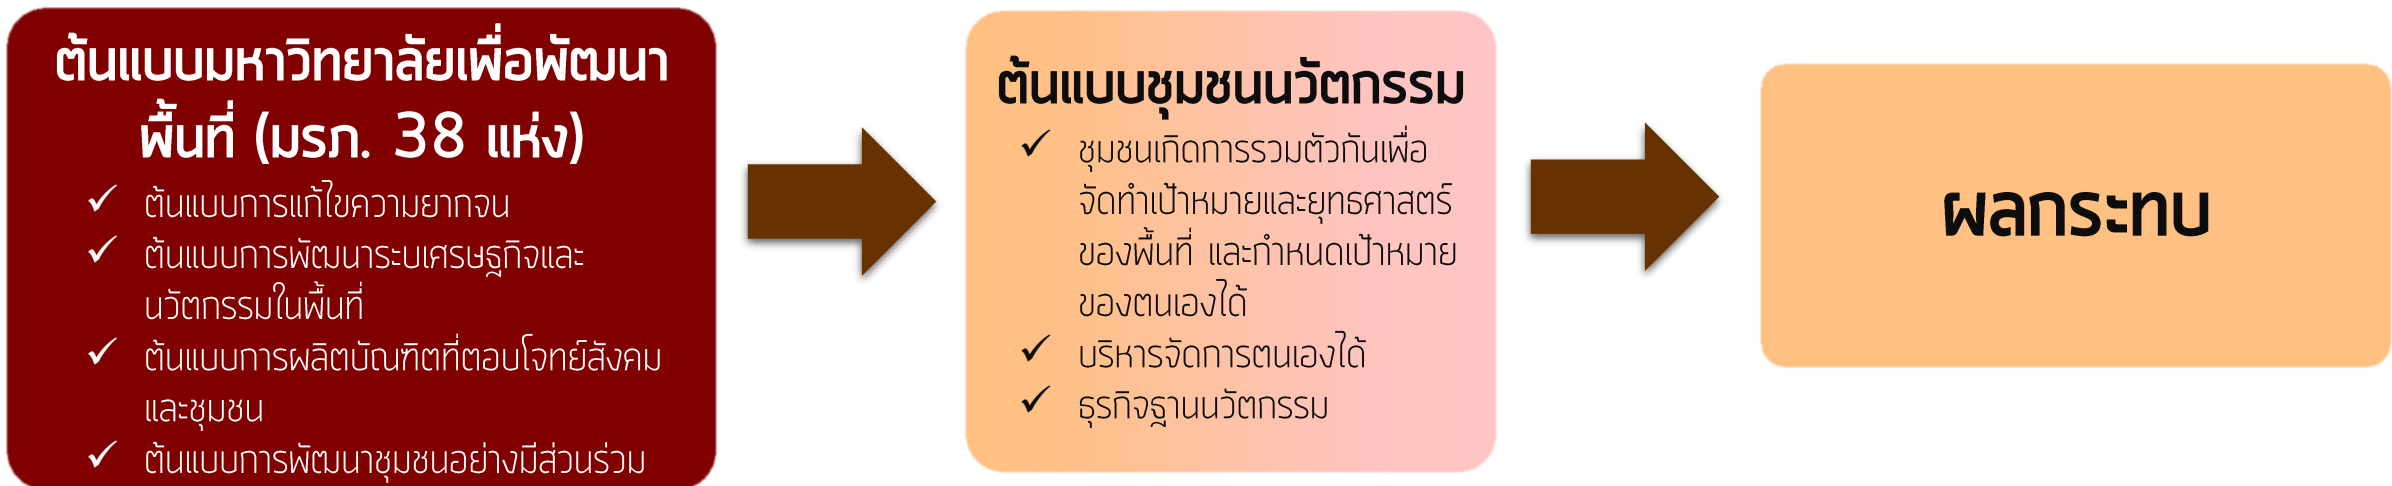 ต้นแบบมหาวิทยาลัยเพื่อพัฒนา
พื้นที่ (มรภ. 38 แห่ง)
✓ ต้นแบบการแก้ไขความยากจน
✓ ต้นแบบการพัฒนาระบเศรษฐกิจและ
นวัตกรรมในพื้นที่
✓ ต้นแบบการผลิตบัณฑิตที่ตอบโจทย์สังคม
และชุมชน
✓ ต้นแบบการพัฒนาชุมชนอย่างมีส่วนร่วม
ต้นแบบชุมชนนวัตกรรม
✓ ชุมชนเกิดการรวมตัวกันเพื่อ
จัดทำเป้าหมายและยุทธศาสตร์
ของพื้นที่ และกำหนดเป้าหมาย
ของตนเองได้
✓ บริหารจัดการตนเองได้
✓ ธุรกิจฐานนวัตกรรม
ผลกระทบ